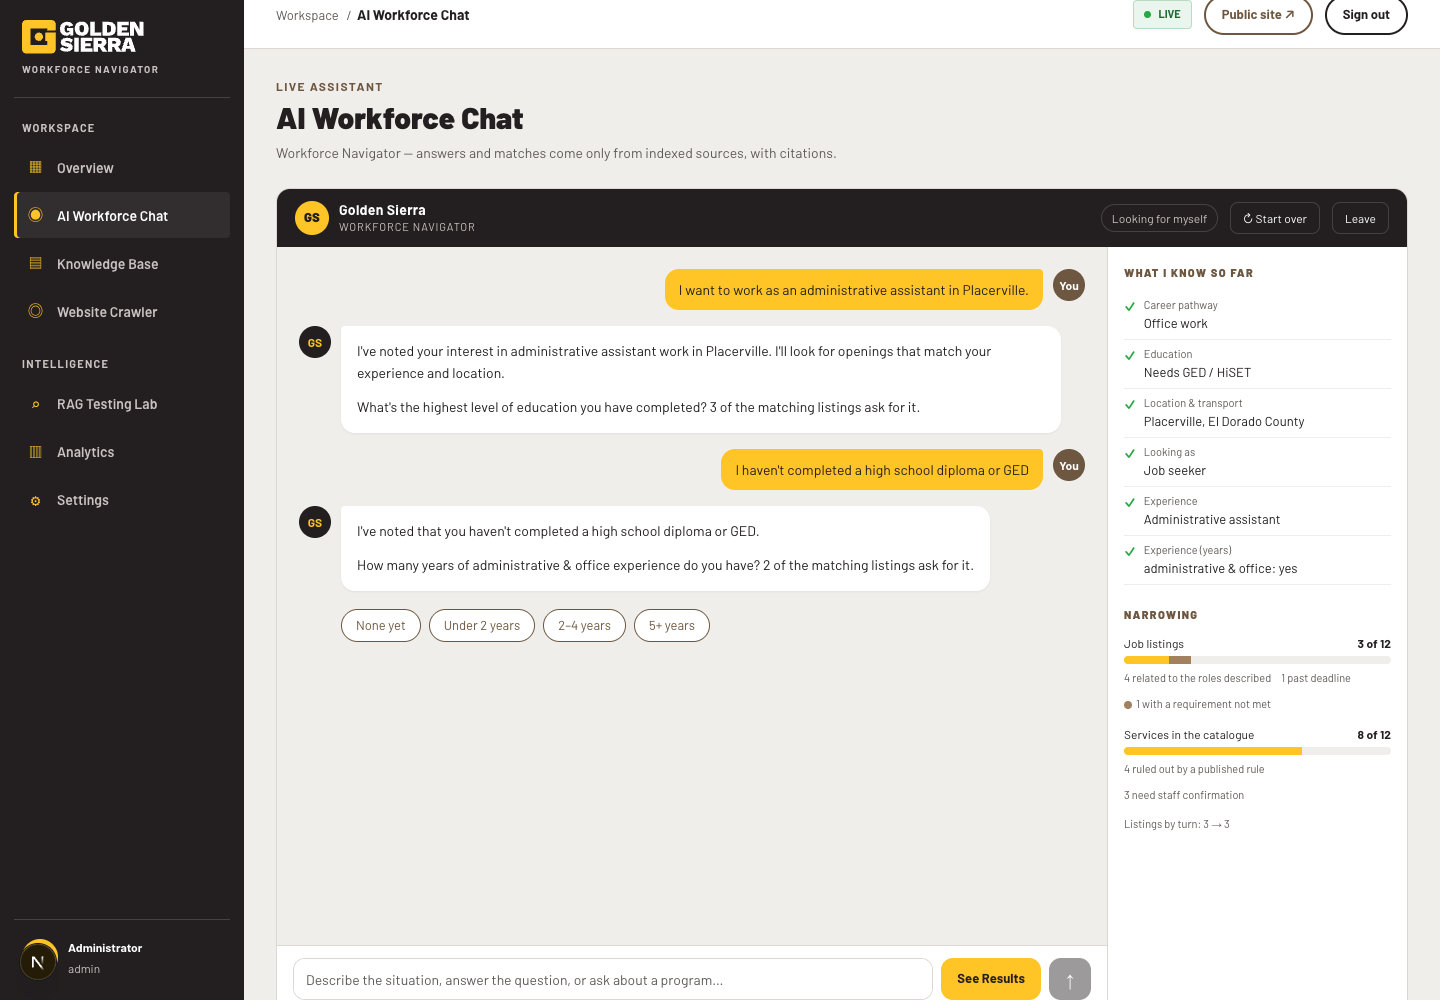 GOLDEN
SIERRA
WORKFORCE NAVIGATOR
WORKSPACE
Overview
AI Workforce Chat
Knowledge Base
Website Crawler
INTELLIGENCE
RAG Testing Lab
Analytics
Settings
N
Administrator
admin
Workspace / AI Workforce Chat
LIVE
Public site ↗
Sign out
LIVE ASSISTANT
AI Workforce Chat
Workforce Navigator — answers and matches come only from indexed sources, with citations.
GS
Golden Sierra
WORKFORCE NAVIGATOR
Looking for myself
↻ Start over
Leave
I want to work as an administrative assistant in Placerville.
You
GS
I've noted your interest in administrative assistant work in Placerville. I'll look for openings that match your
experience and location.
What's the highest level of education you have completed? 3 of the matching listings ask for it.
I haven't completed a high school diploma or GED
You
GS
I've noted that you haven't completed a high school diploma or GED.
How many years of administrative & office experience do you have? 2 of the matching listings ask for it.
None yet
Under 2 years
2–4 years
5+ years
Describe the situation, answer the question, or ask about a program...
See Results
↑
WHAT I KNOW SO FAR
Career pathway
Office work
Education
Needs GED / HiSET
Location & transport
Placerville, El Dorado County
Looking as
Job seeker
Experience
Administrative assistant
Experience (years)
administrative & office: yes
NARROWING
Job listings 3 of 12
4 related to the roles described 1 past deadline
1 with a requirement not met
Services in the catalogue 8 of 12
4 ruled out by a published rule
3 need staff confirmation
Listings by turn: 3 → 3